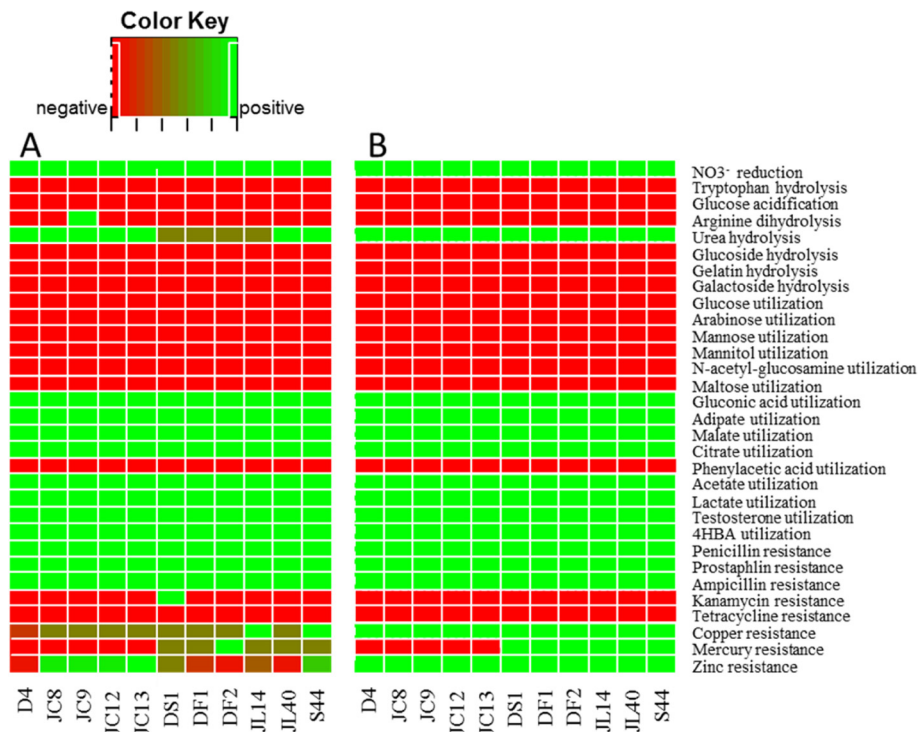 Color Key
negative
positive
A
B
NO3- reduction
Tryptophan hydrolysis
Glucose acidification
Arginine dihydrolysis
Urea hydrolysis
Glucoside hydrolysis
Gelatin hydrolysis
Galactoside hydrolysis
Glucose utilization
Arabinose utilization
Mannose utilization
Mannitol utilization
N-acetyl-glucosamine utilization
Maltose utilization
Gluconic acid utilization
Adipate utilization
Malate utilization
Citrate utilization
Phenylacetic acid utilization
Acetate utilization
Lactate utilization
Testosterone utilization
4HBA utilization
Penicillin resistance
Prostaphlin resistance
Ampicillin resistance
Kanamycin resistance
Tetracycline resistance
Copper resistance
Mercury resistance
Zinc resistance
D4
JC8
JC9
JC12
JC13
DS1
DF1
DF2
JL14
JL40
S44
D4
JC8
JC9
JC12
JC13
DS1
DF1
DF2
JL14
JL40
S44